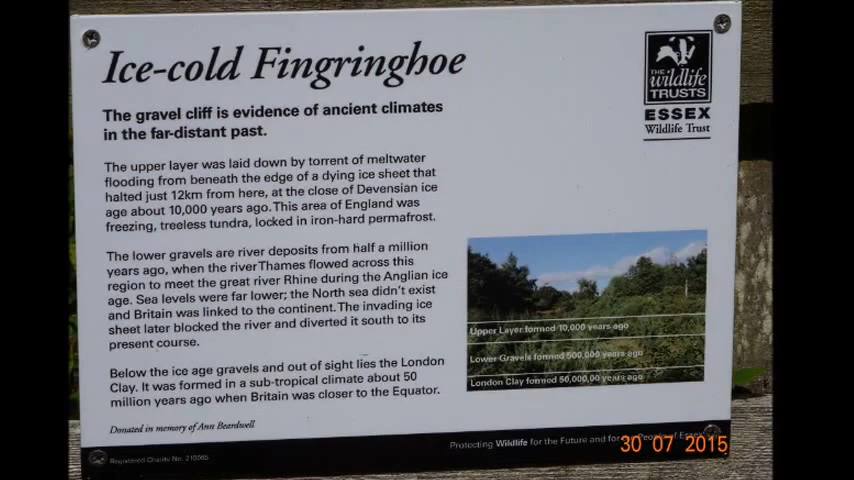 Ice-cold Fingringhoe
THE
wildlife
TRUSTS
ESSEX
Wildlife Trust
The gravel cliff is evidence of ancient climates
in the far-distant past.
The upper layer was laid down by torrent of meltwater
flooding from beneath the edge of a dying ice sheet that
halted just 12km from here, at the close of Devensian ice
age about 10,000 years ago. This area of England was
freezing, treeless tundra, locked in iron-hard permafrost.
The lower gravels are river deposits from half a million
years ago, when the river Thames flowed across this
region to meet the great river Rhine during the Anglian ice
age. Sea levels were far lower; the North sea didn't exist
and Britain was linked to the continent. The invading ice
sheet later blocked the river and diverted it south to its
present course.
Below the ice age gravels and out of sight lies the London
Clay. It was formed in a sub-tropical climate about 50
million years ago when Britain was closer to the Equator.
Upper Layer formed 10,000 years ago
Lower Gravels formed 500,000 years ago
London Clay formed 50,000,00 years ago
Donated in memory of Ann Beardwell
Registered Charity No. 210065
Protecting Wildlife for the Future and for the People of Essex
30 07 2015